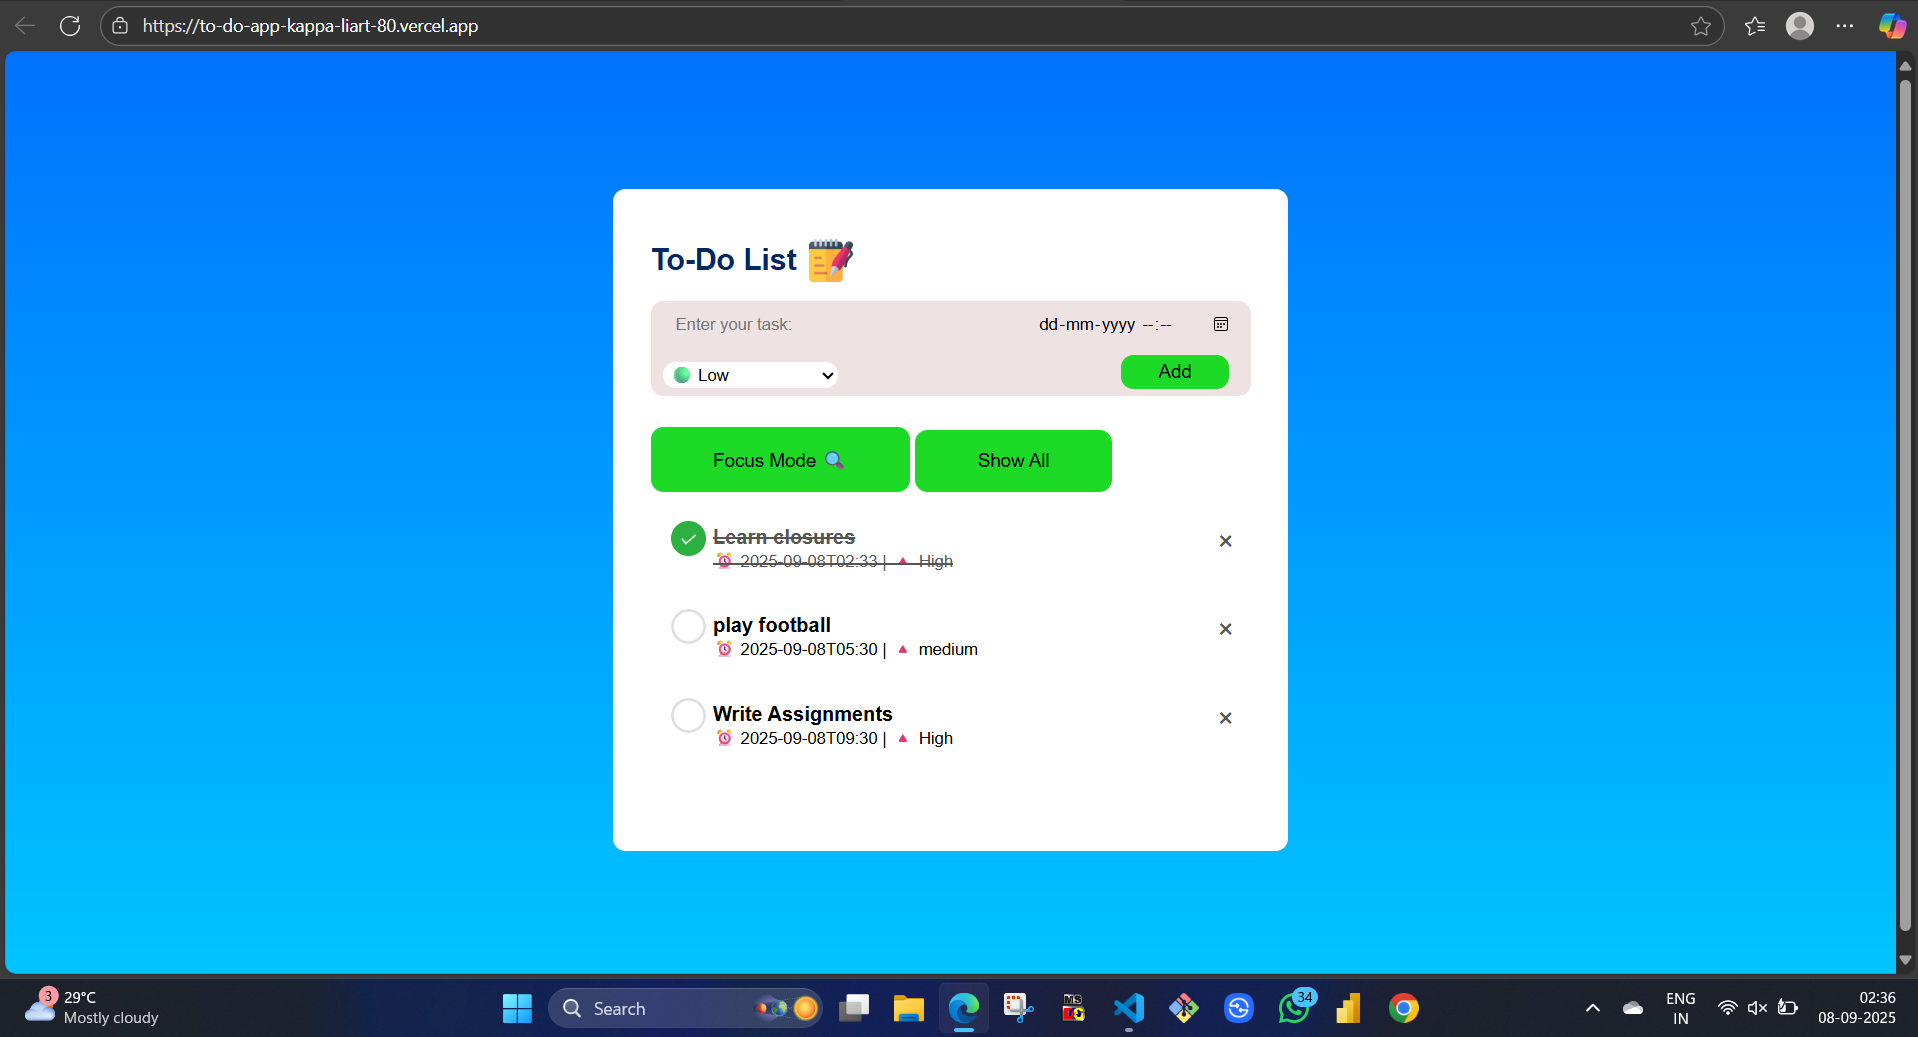 https://to-do-app-kappa-liart-80.vercel.app
To-Do List
Enter your task:
dd-mm-yyyy --:--
Low
Add
Focus Mode
Show All
Learn closures
2025-09-08T02:33 | High
play football
2025-09-08T05:30 | medium
Write Assignments
2025-09-08T09:30 | High
3
29°C
Mostly cloudy
Search
MS
34
ENG
IN
02:36
08-09-2025